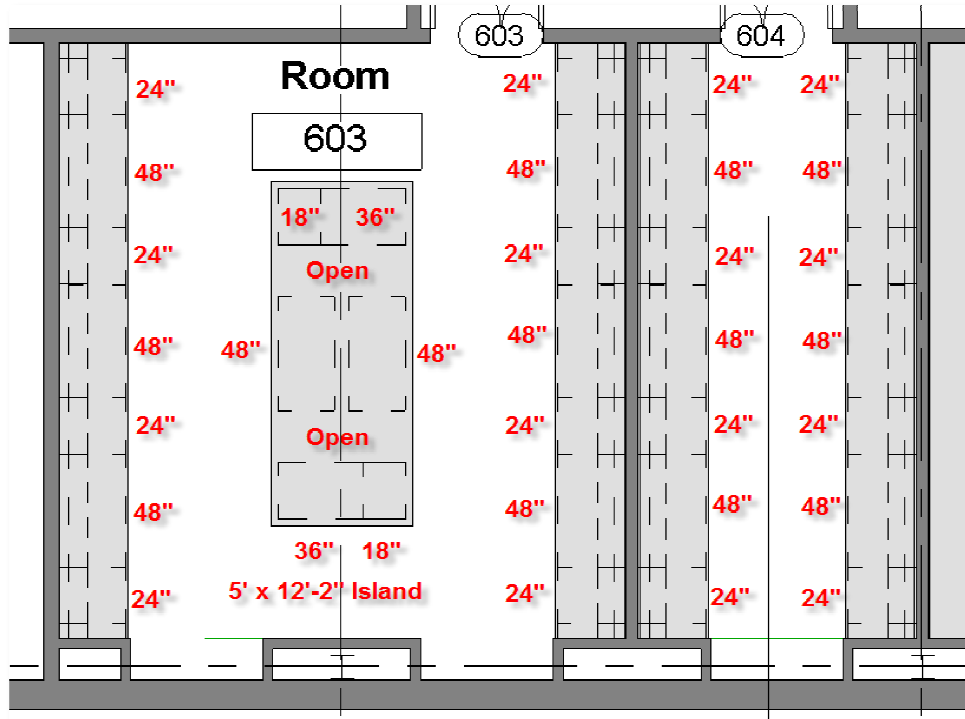 603 604
24" Room 24" 24" 24"
603
48" 48" 48" 48"
18" 36"
24" Open 24" 24" 24"
48" 48" 48" 48" 48" 48"
24" Open 24" 24" 24"
48" 48" 48" 48"
36" 18"
24" 5' x 12'-2" Island 24" 24" 24"